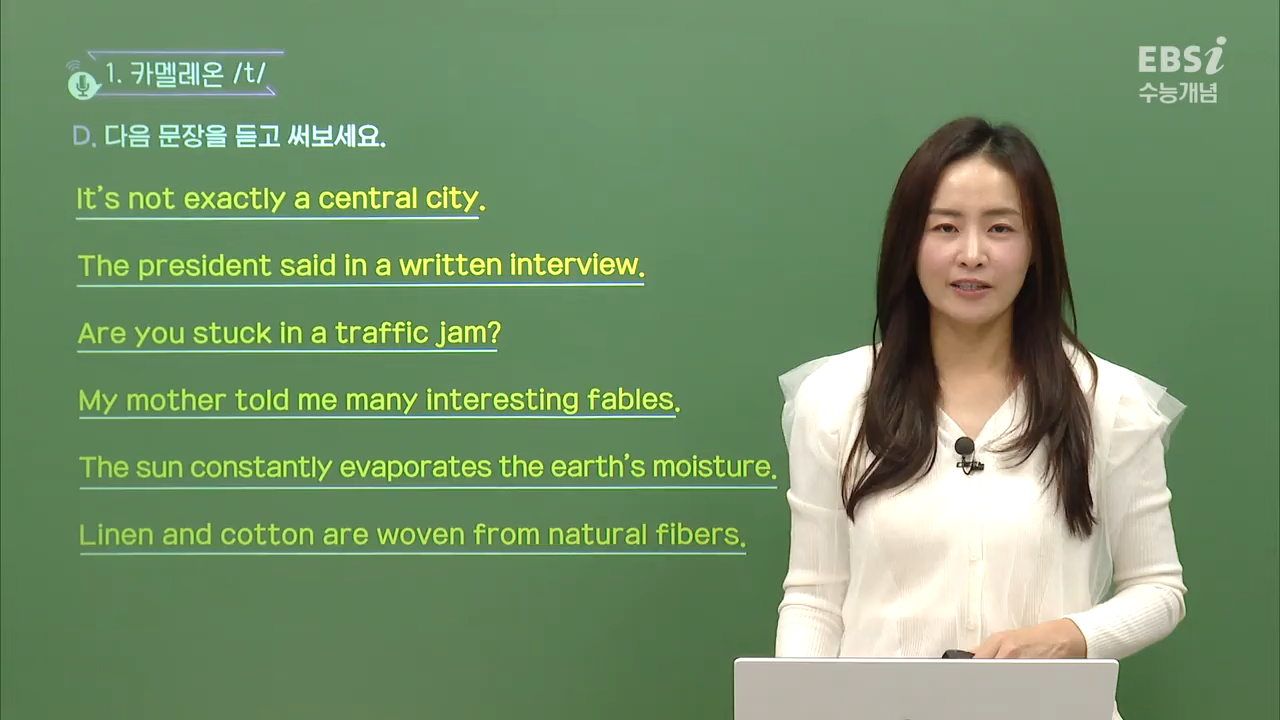 1. 카멜레온 /t/
EBSi
수능개념
D. 다음 문장을 듣고 써보세요.
It's not exactly a central city.
The president said in a written interview.
Are you stuck in a traffic jam?
My mother told me many interesting fables.
The sun constantly evaporates the earth's moisture.
Linen and cotton are woven from natural fibers.